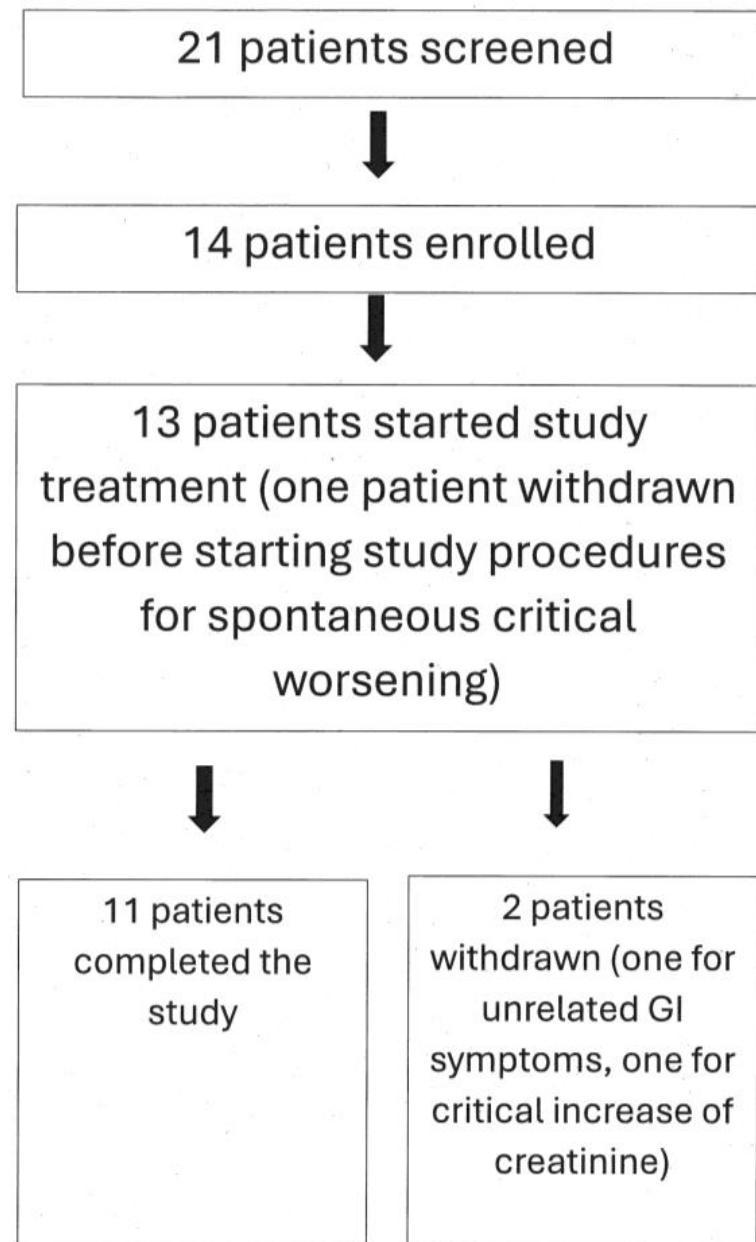 21 patients screened
14 patients enrolled
13 patients started study
treatment (one patient withdrawn
before starting study procedures
for spontaneous critical
worsening)
11 patients
completed the
study
2 patients
withdrawn (one for
unrelated GI
symptoms, one for
critical increase of
creatinine)